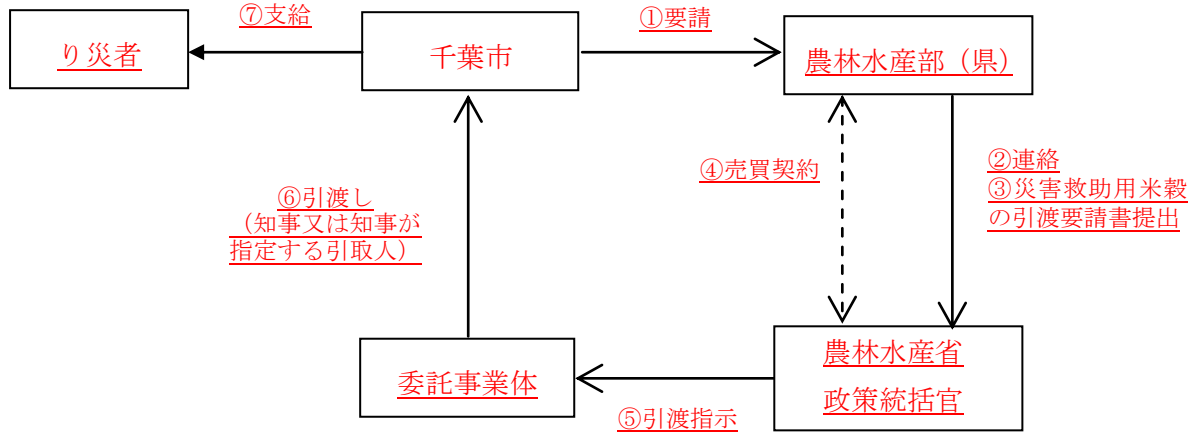 ⑦支給
①要請
り災者
千葉市
農林水産部（県）
④売買契約
②連絡
③災害救助用米穀
の引渡要請書提出
⑥引渡し
（知事又は知事が
指定する引取人）
委託事業体
農林水産省
政策統括官
⑤引渡指示